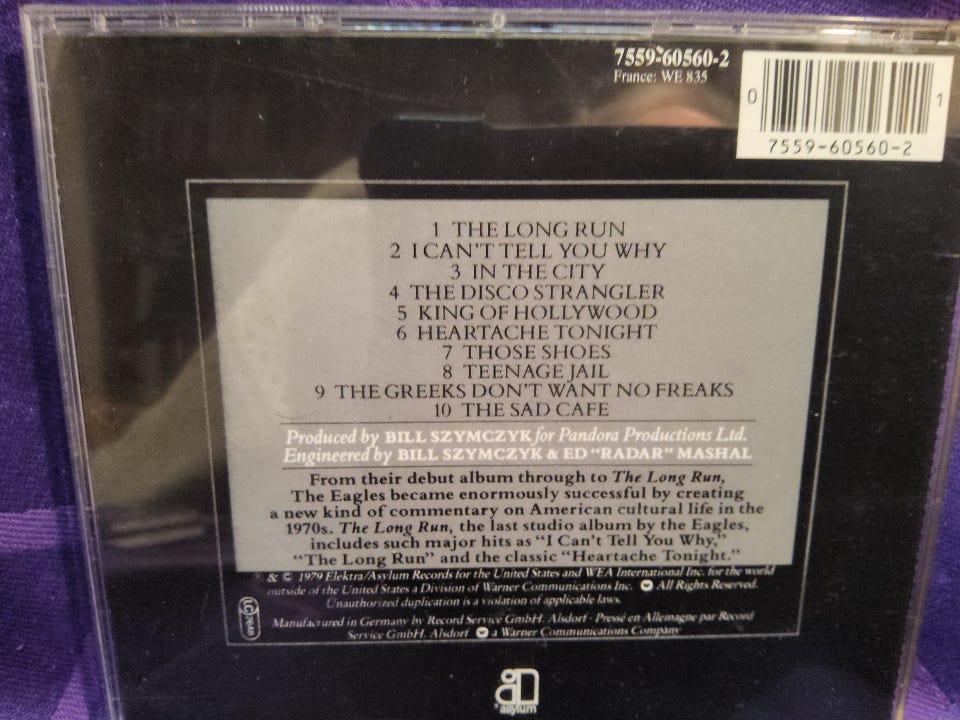 7559-60560-2
France: WE 835
0 1
7559-60560-2
1 THE LONG RUN
2 I CAN'T TELL YOU WHY
3 IN THE CITY
4 THE DISCO STRANGLER
5 KING OF HOLLYWOOD
6 HEARTACHE TONIGHT
7 THOSE SHOES
8 TEENAGE JAIL
9 THE GREEKS DON'T WANT NO FREAKS
10 THE SAD CAFE
Produced by BILL SZYMCZYK for Pandora Productions Ltd.
Engineered by BILL SZYMCZYK & ED "RADAR" MASHAL
From their debut album through to The Long Run,
The Eagles became enormously successful by creating
a new kind of commentary on American cultural life in the
1970s. The Long Run, the last studio album by the Eagles,
includes such major hits as "I Can't Tell You Why,"
"The Long Run" and the classic "Heartache Tonight."
℗ & © 1979 Elektra/Asylum Records for the United States and WEA International Inc. for the world
outside of the United States a Division of Warner Communications Inc. All Rights Reserved.
Unauthorized duplication is a violation of applicable laws.
Manufactured in Germany by Record Service GmbH. Alsdorf · Pressé en Allemagne par Record
Service GmbH. Alsdorf a Warner Communications Company
LC
asylum